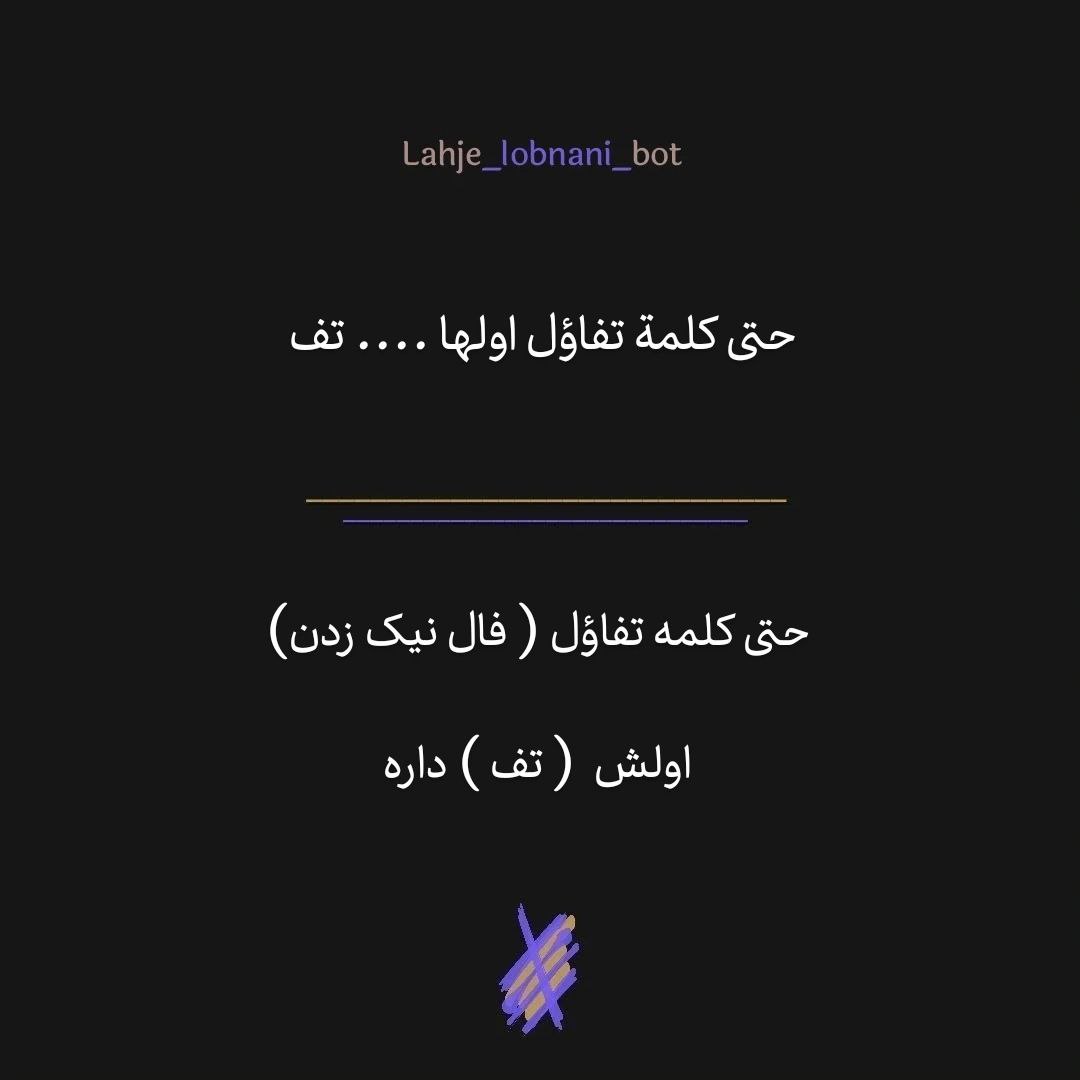 Lahje_lobnani_bot
حتى كلمة تفاؤل اولها .... تف
حتی کلمه تفاؤل ( فال نیک زدن)
اولش ( تف ) داره